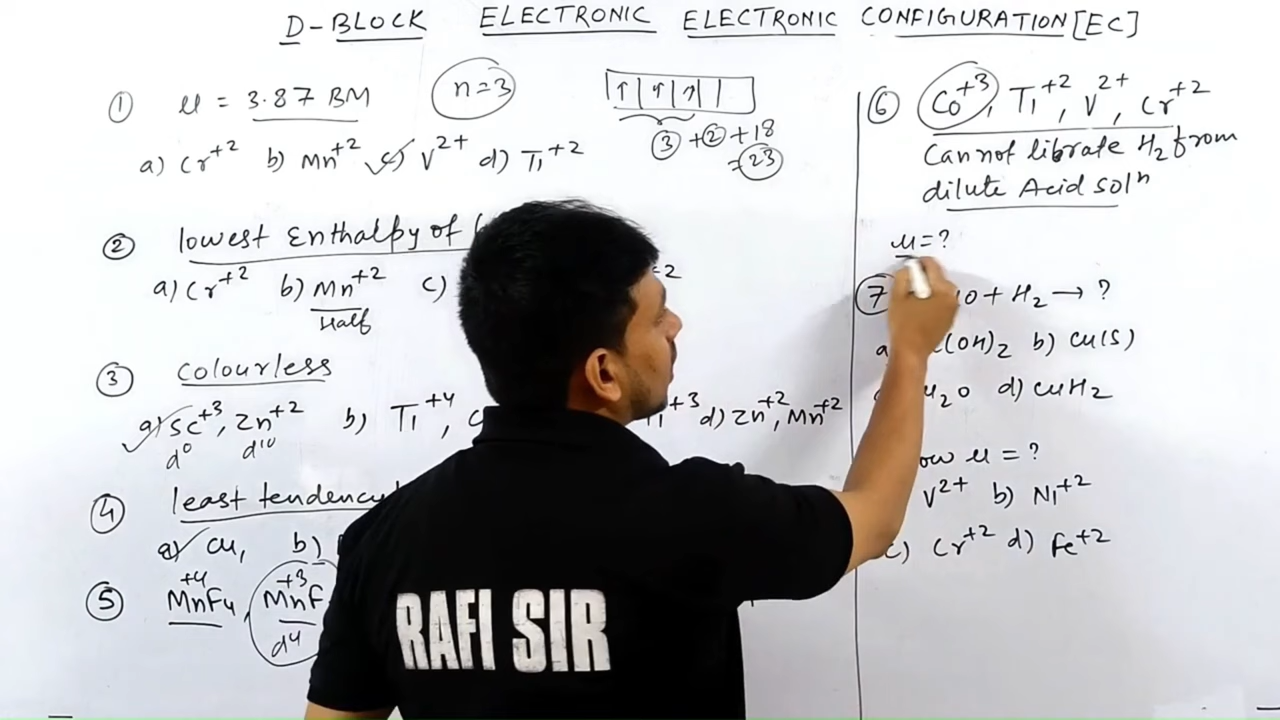 D-BLOCK ELECTRONIC ELECTRONIC CONFIGURATION [EC]
① μ = 3.87 BM n=3
↑ ↑ ↑
③ + ② + 18
= 23
a) Cr⁺² b) Mn⁺² ✓c) V²⁺ d) Ti⁺²
② lowest Enthalpy of
a) Cr⁺² b) Mn⁺² c)
Half
③ colourless
✓a) Sc⁺³, Zn⁺² b) Ti⁺⁴, d) Zn⁺², Mn⁺²
d⁰ d¹⁰
④ least tendency
a)✓ Cu, b)
⑤ +4 +3
MnF₄, MnF
d⁴
⑥ Co⁺³, Ti⁺², V²⁺, Cr⁺²
Cannot librate H₂ from
dilute Acid solⁿ
μ = ?
⑦ + H₂ → ?
(OH)₂ b) Cu(S)
d) CuH₂
μ = ?
V²⁺ b) Ni⁺²
c) Cr⁺² d) Fe⁺²
RAFI SIR